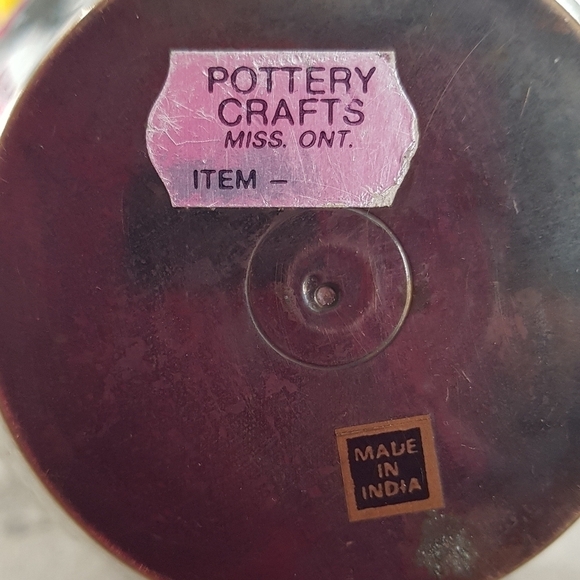 POTTERY
CRAFTS
MISS. ONT.
ITEM –
MADE
IN
INDIA